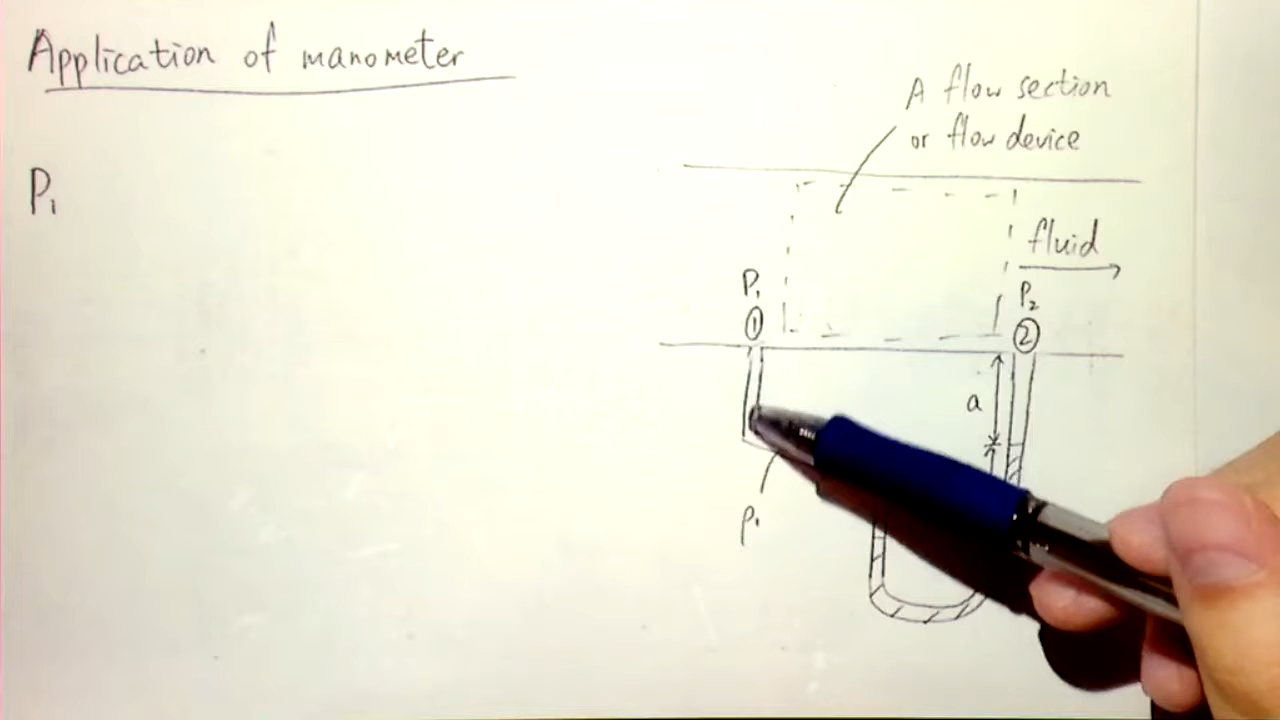 Application of manometer
P₁
A flow section
or flow device
fluid
P₁
P₂
①
②
a
ρ₁